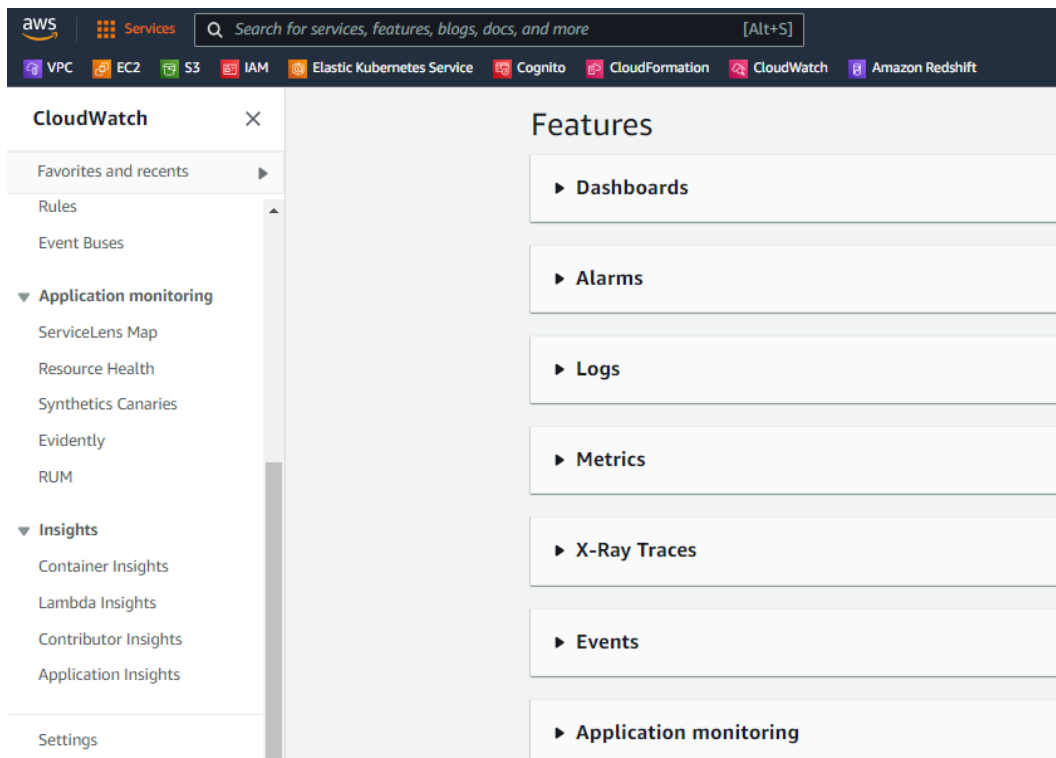 aws
Services
Search for services, features, blogs, docs, and more [Alt+S]
VPC EC2 S3 IAM Elastic Kubernetes Service Cognito CloudFormation CloudWatch Amazon Redshift
CloudWatch
Favorites and recents
Rules
Event Buses
Application monitoring
ServiceLens Map
Resource Health
Synthetics Canaries
Evidently
RUM
Insights
Container Insights
Lambda Insights
Contributor Insights
Application Insights
Settings
Features
Dashboards
Alarms
Logs
Metrics
X-Ray Traces
Events
Application monitoring